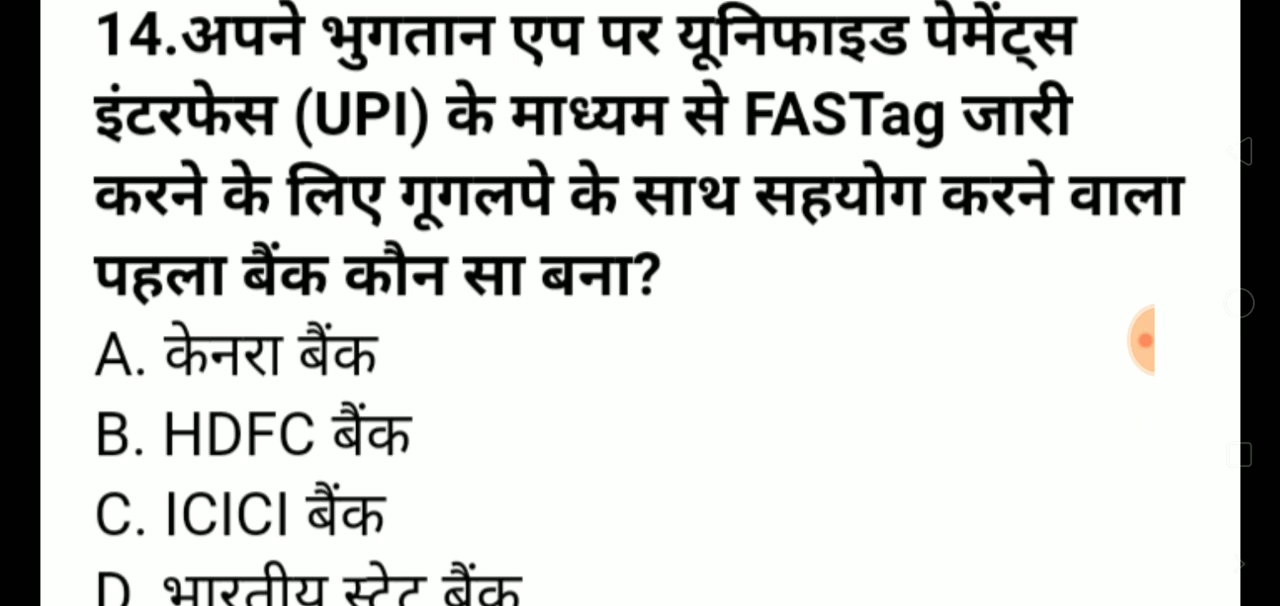 14.अपने भुगतान एप पर यूनिफाइड पेमेंट्स
इंटरफेस (UPI) के माध्यम से FASTag जारी
करने के लिए गूगलपे के साथ सहयोग करने वाला
पहला बैंक कौन सा बना?
A. केनरा बैंक
B. HDFC बैंक
C. ICICI बैंक
D. भारतीय स्टेट बैंक